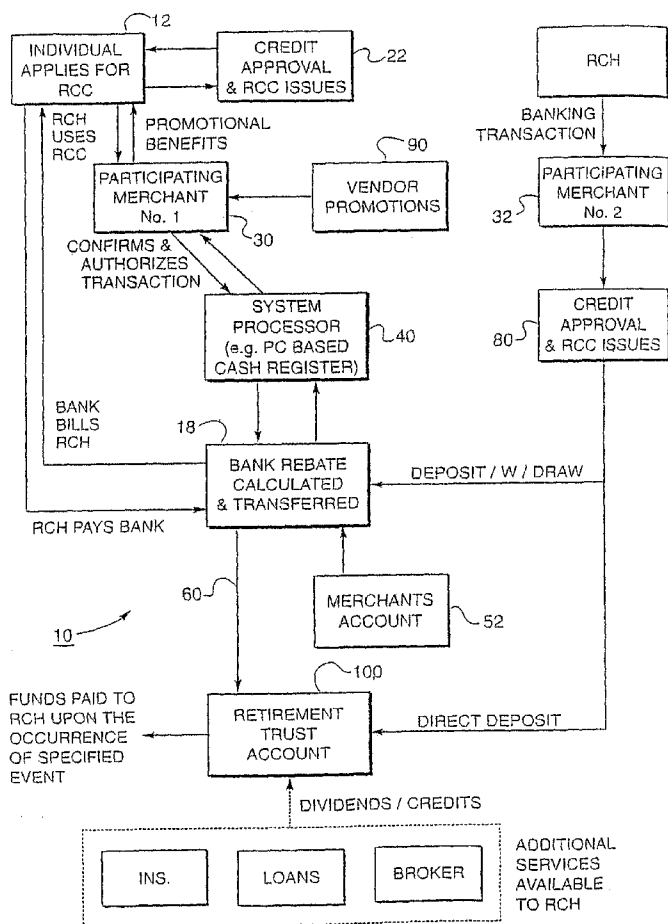 12
INDIVIDUAL
APPLIES FOR
RCC
CREDIT
APPROVAL
& RCC ISSUES
22
RCH
RCH
USES
RCC
PROMOTIONAL
BENEFITS
BANKING
TRANSACTION
90
PARTICIPATING
MERCHANT
No. 1
30
VENDOR
PROMOTIONS
PARTICIPATING
MERCHANT
No. 2
32
CONFIRMS &
AUTHORIZES
TRANSACTION
SYSTEM
PROCESSOR
(e.g. PC BASED
CASH REGISTER)
40
CREDIT
APPROVAL
& RCC ISSUES
80
BANK
BILLS
RCH
18
BANK REBATE
CALCULATED
& TRANSFERRED
DEPOSIT / W / DRAW
RCH PAYS BANK
60
MERCHANTS
ACCOUNT
52
10
100
FUNDS PAID TO
RCH UPON THE
OCCURRENCE
OF SPECIFIED
EVENT
RETIREMENT
TRUST
ACCOUNT
DIRECT DEPOSIT
DIVIDENDS / CREDITS
INS.
LOANS
BROKER
ADDITIONAL
SERVICES
AVAILABLE
TO RCH